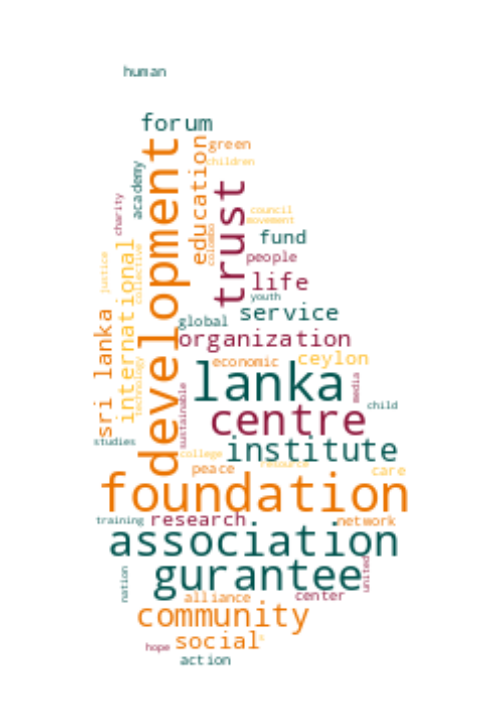 human
forum
green
education
children
development
academy
trust
charity
council
movement
colombo
fund
people
international
collective
justice
life
youth
service
global
organization
sri lanka
economic
ceylon
technology
lanka
media
sustainable
centre
child
studies
institute
college
resource
peace
care
foundation
training
research
network
association
gurantee
united
nation
alliance
center
community
social
s
hope
action